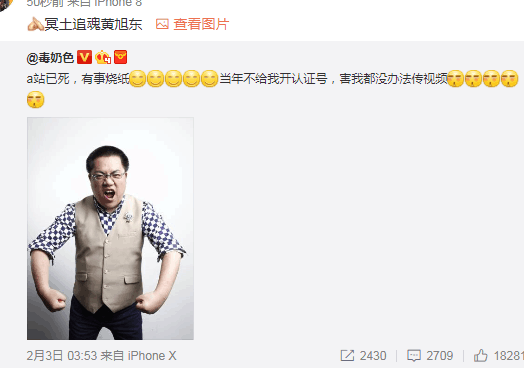 50秒前 来自 iPhone 8
冥土追魂黄旭东 查看图片
@毒奶色
a站已死，有事烧纸当年不给我开认证号，害我都没办法传视频
2月3日 03:53 来自 iPhone X 2430 2709 18281